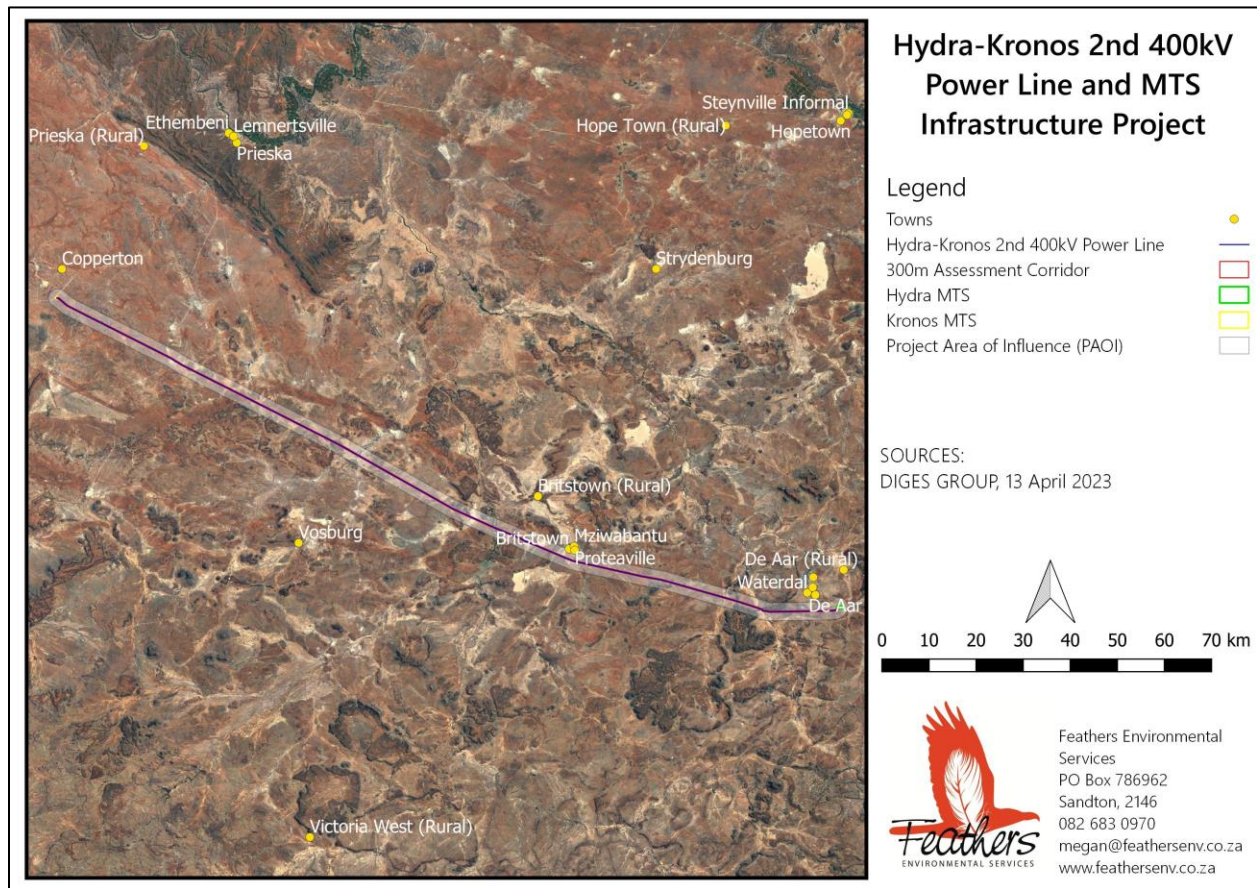 Hydra-Kronos 2nd 400kV
Power Line and MTS
Infrastructure Project
Legend
Towns
Hydra-Kronos 2nd 400kV Power Line
300m Assessment Corridor
Hydra MTS
Kronos MTS
Project Area of Influence (PAOI)
SOURCES:
DIGES GROUP, 13 April 2023
0 10 20 30 40 50 60 70 km
Feathers
ENVIRONMENTAL SERVICES
Feathers Environmental
Services
PO Box 786962
Sandton, 2146
082 683 0970
megan@feathersenv.co.za
www.feathersenv.co.za
Steynville Informal
Hope Town (Rural)
Hopetown
Ethembeni
Lemnertsville
Prieska (Rural)
Prieska
Copperton
Strydenburg
Britstown (Rural)
Vosburg
Britstown
Mziwabantu
Proteaville
De Aar (Rural)
Waterdal
De Aar
Victoria West (Rural)